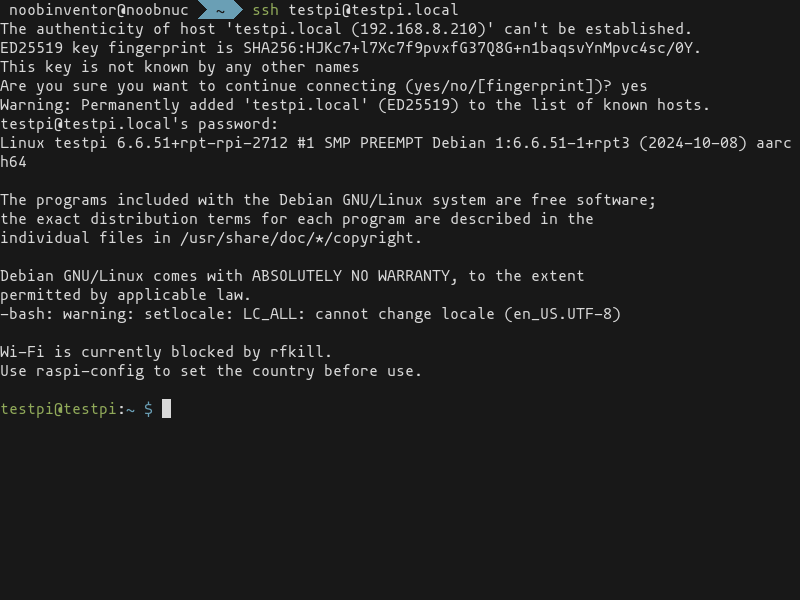 noobinventor@noobnuc ~ ssh testpi@testpi.local
The authenticity of host 'testpi.local (192.168.8.210)' can't be established.
ED25519 key fingerprint is SHA256:HJKc7+l7Xc7f9pvxfG37Q8G+n1baqsvYnMpvc4sc/0Y.
This key is not known by any other names
Are you sure you want to continue connecting (yes/no/[fingerprint])? yes
Warning: Permanently added 'testpi.local' (ED25519) to the list of known hosts.
testpi@testpi.local's password:
Linux testpi 6.6.51+rpt-rpi-2712 #1 SMP PREEMPT Debian 1:6.6.51-1+rpt3 (2024-10-08) aarc
h64
The programs included with the Debian GNU/Linux system are free software;
the exact distribution terms for each program are described in the
individual files in /usr/share/doc/*/copyright.
Debian GNU/Linux comes with ABSOLUTELY NO WARRANTY, to the extent
permitted by applicable law.
-bash: warning: setlocale: LC_ALL: cannot change locale (en_US.UTF-8)
Wi-Fi is currently blocked by rfkill.
Use raspi-config to set the country before use.
testpi@testpi:~ $